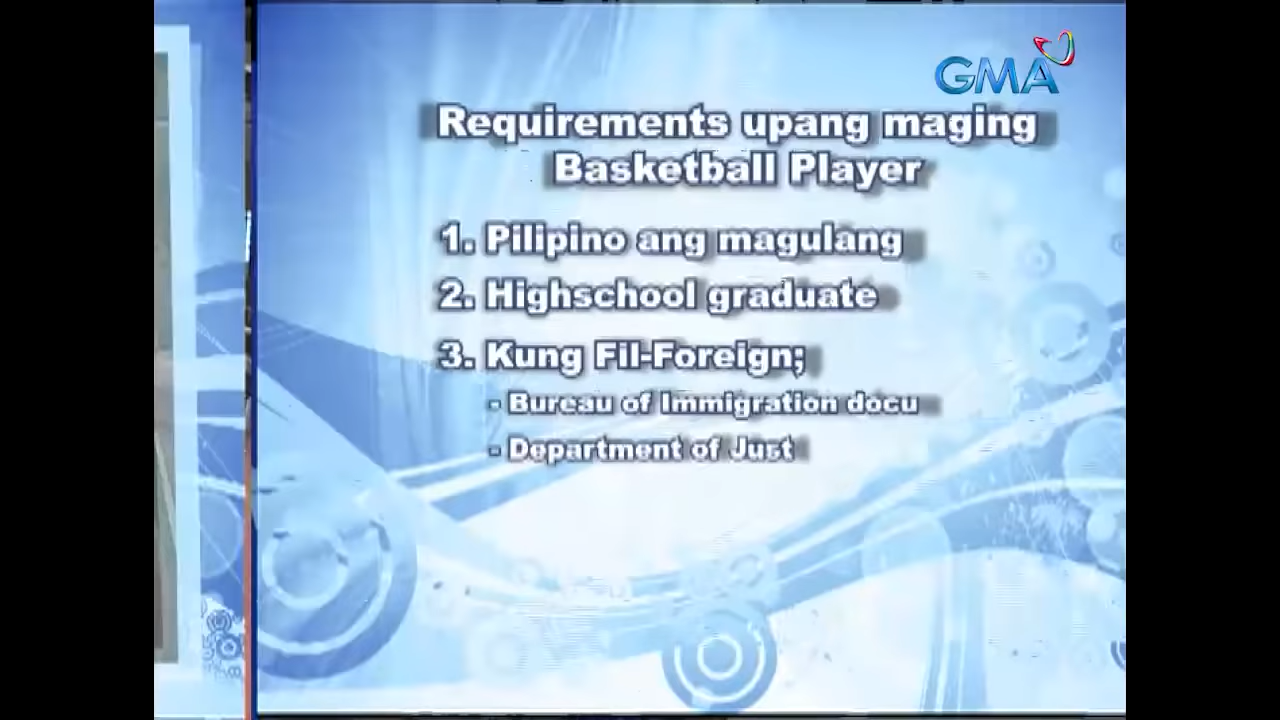 GMA
Requirements upang maging
Basketball Player
1. Pilipino ang magulang
2. Highschool graduate
3. Kung Fil-Foreign;
- Bureau of Immigration docu
- Department of Just